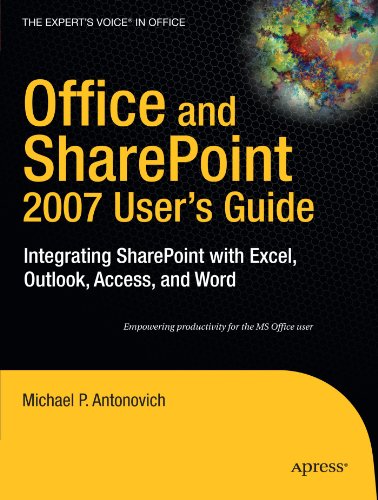 THE EXPERT'S VOICE® IN OFFICE
Office and
SharePoint
2007 User's Guide
Integrating SharePoint with Excel,
Outlook, Access, and Word
Empowering productivity for the MS Office user
Michael P. Antonovich
Apress®